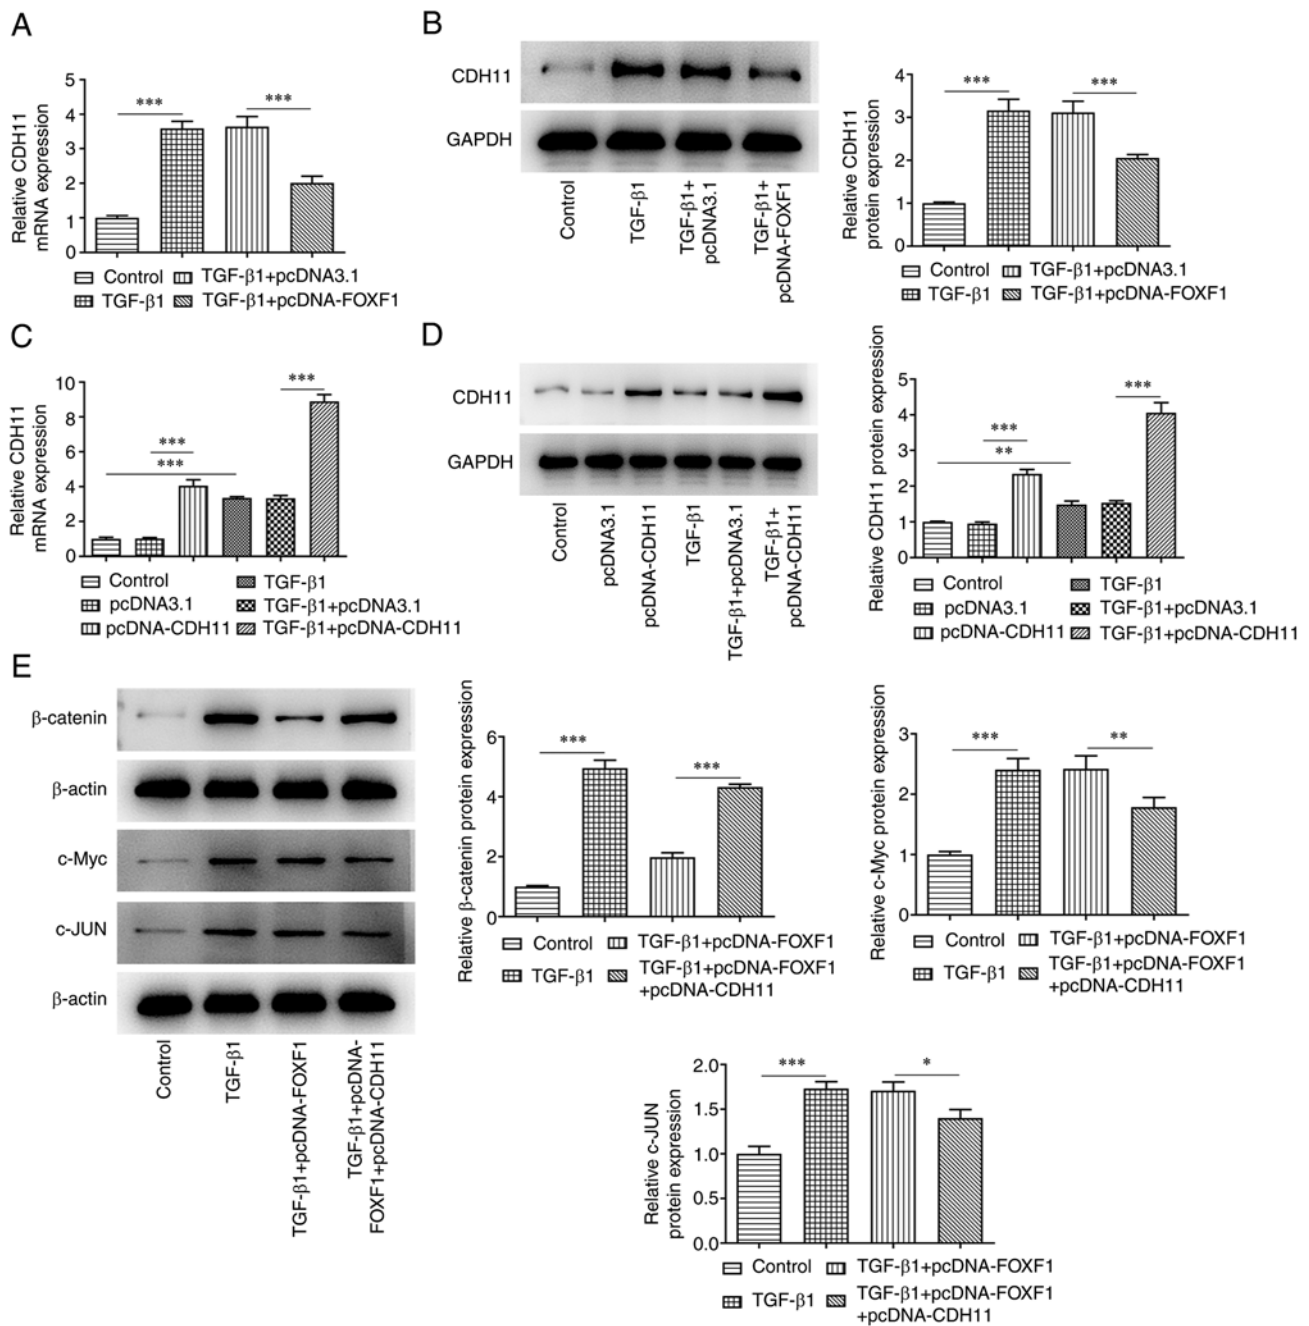 A
Relative CDH11
mRNA expression
5
4
3
2
1
0
***
***
Control
TGF-β1+pcDNA3.1
TGF-β1
TGF-β1+pcDNA-FOXF1
B
CDH11
GAPDH
Control
TGF-β1
TGF-β1+
pcDNA3.1
TGF-β1+
pcDNA-FOXF1
Relative CDH11
protein expression
4
3
2
1
0
***
***
Control
TGF-β1+pcDNA3.1
TGF-β1
TGF-β1+pcDNA-FOXF1
C
Relative CDH11
mRNA expression
10
8
6
4
2
0
***
***
***
Control
TGF-β1
pcDNA3.1
TGF-β1+pcDNA3.1
pcDNA-CDH11
TGF-β1+pcDNA-CDH11
D
CDH11
GAPDH
Control
pcDNA3.1
pcDNA-CDH11
TGF-β1
TGF-β1+pcDNA3.1
TGF-β1+
pcDNA-CDH11
Relative CDH11 protein expression
5
4
3
2
1
0
***
**
***
Control
TGF-β1
pcDNA3.1
TGF-β1+pcDNA3.1
pcDNA-CDH11
TGF-β1+pcDNA-CDH11
E
β-catenin
β-actin
c-Myc
c-JUN
β-actin
Control
TGF-β1
TGF-β1+pcDNA-FOXF1
TGF-β1+pcDNA-
FOXF1+pcDNA-CDH11
Relative β-catenin protein expression
6
4
2
0
***
***
Control
TGF-β1+pcDNA-FOXF1
TGF-β1
TGF-β1+pcDNA-FOXF1
+pcDNA-CDH11
Relative c-Myc protein expression
3
2
1
0
***
**
Control
TGF-β1+pcDNA-FOXF1
TGF-β1
TGF-β1+pcDNA-FOXF1
+pcDNA-CDH11
Relative c-JUN
protein expression
2.0
1.5
1.0
0.5
0.0
***
*
Control
TGF-β1+pcDNA-FOXF1
TGF-β1
TGF-β1+pcDNA-FOXF1
+pcDNA-CDH11